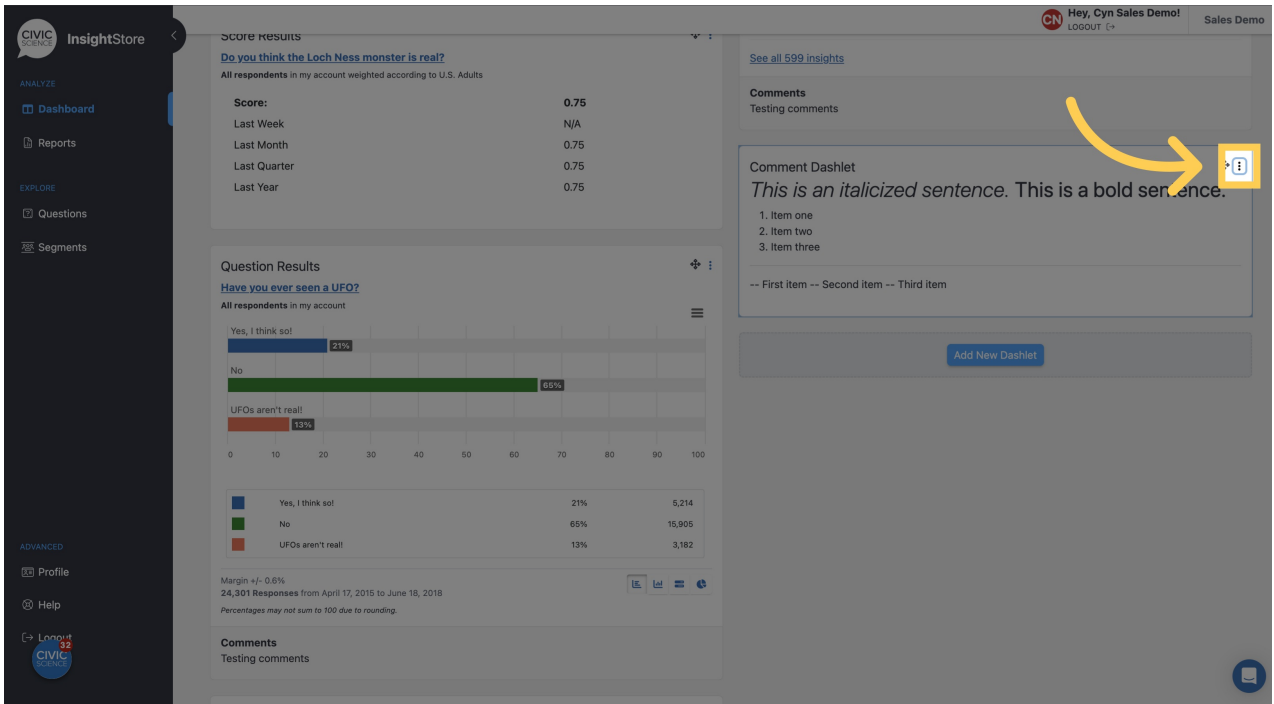 CIVIC
SCIENCE
InsightStore
ANALYZE
Dashboard
Reports
EXPLORE
Questions
Segments
ADVANCED
Profile
Help
Logout
32
CIVIC
SCIENCE
CN
Hey, Cyn Sales Demo!
LOGOUT
Sales Demo
Score Results
Do you think the Loch Ness monster is real?
All respondents in my account weighted according to U.S. Adults
Score: 0.75
Last Week N/A
Last Month 0.75
Last Quarter 0.75
Last Year 0.75
Question Results
Have you ever seen a UFO?
All respondents in my account
Yes, I think so!
21%
No
65%
UFOs aren't real!
13%
0 10 20 30 40 50 60 70 80 90 100
Yes, I think so! 21% 5,214
No 65% 15,905
UFOs aren't real! 13% 3,182
Margin +/- 0.6%
24,301 Responses from April 17, 2015 to June 18, 2018
Percentages may not sum to 100 due to rounding.
Comments
Testing comments
See all 599 insights
Comments
Testing comments
Comment Dashlet
This is an italicized sentence. This is a bold sentence.
1. Item one
2. Item two
3. Item three
-- First item -- Second item -- Third item
Add New Dashlet